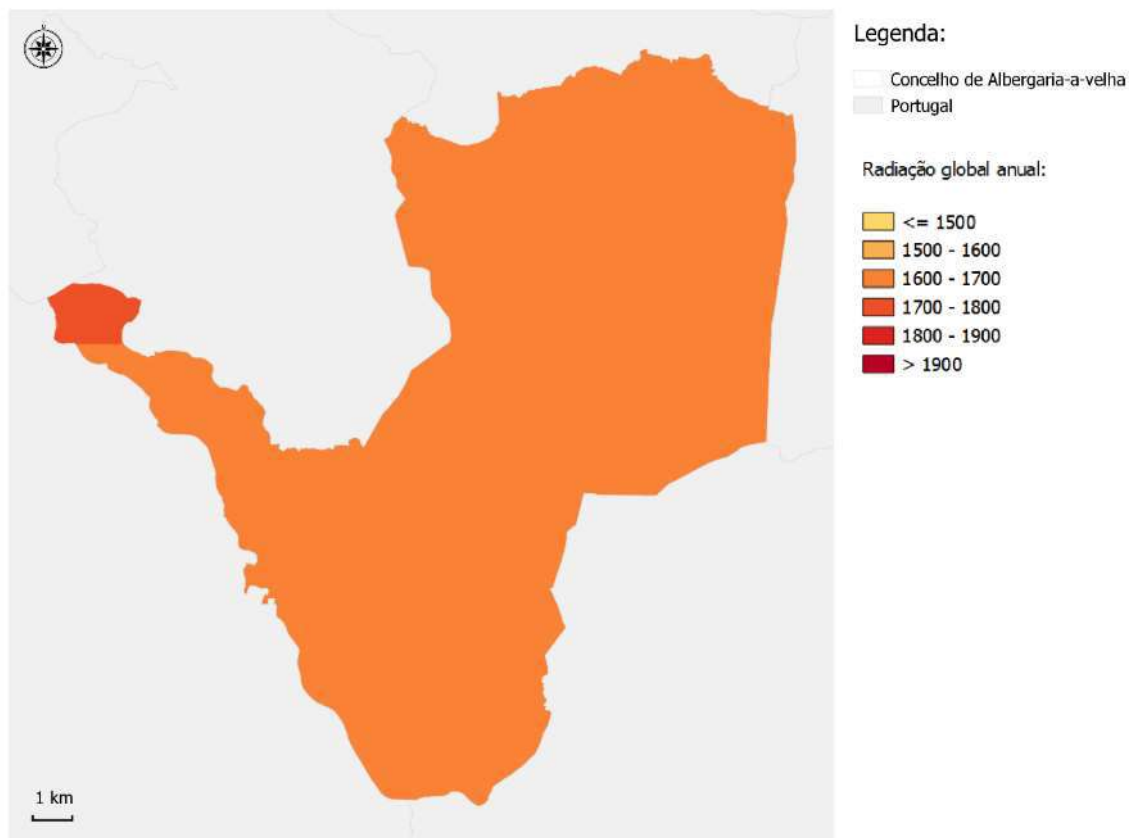 Legenda:
Concelho de Albergaria-a-velha
Portugal
Radiação global anual:
<= 1500
1500 - 1600
1600 - 1700
1700 - 1800
1800 - 1900
> 1900
1 km